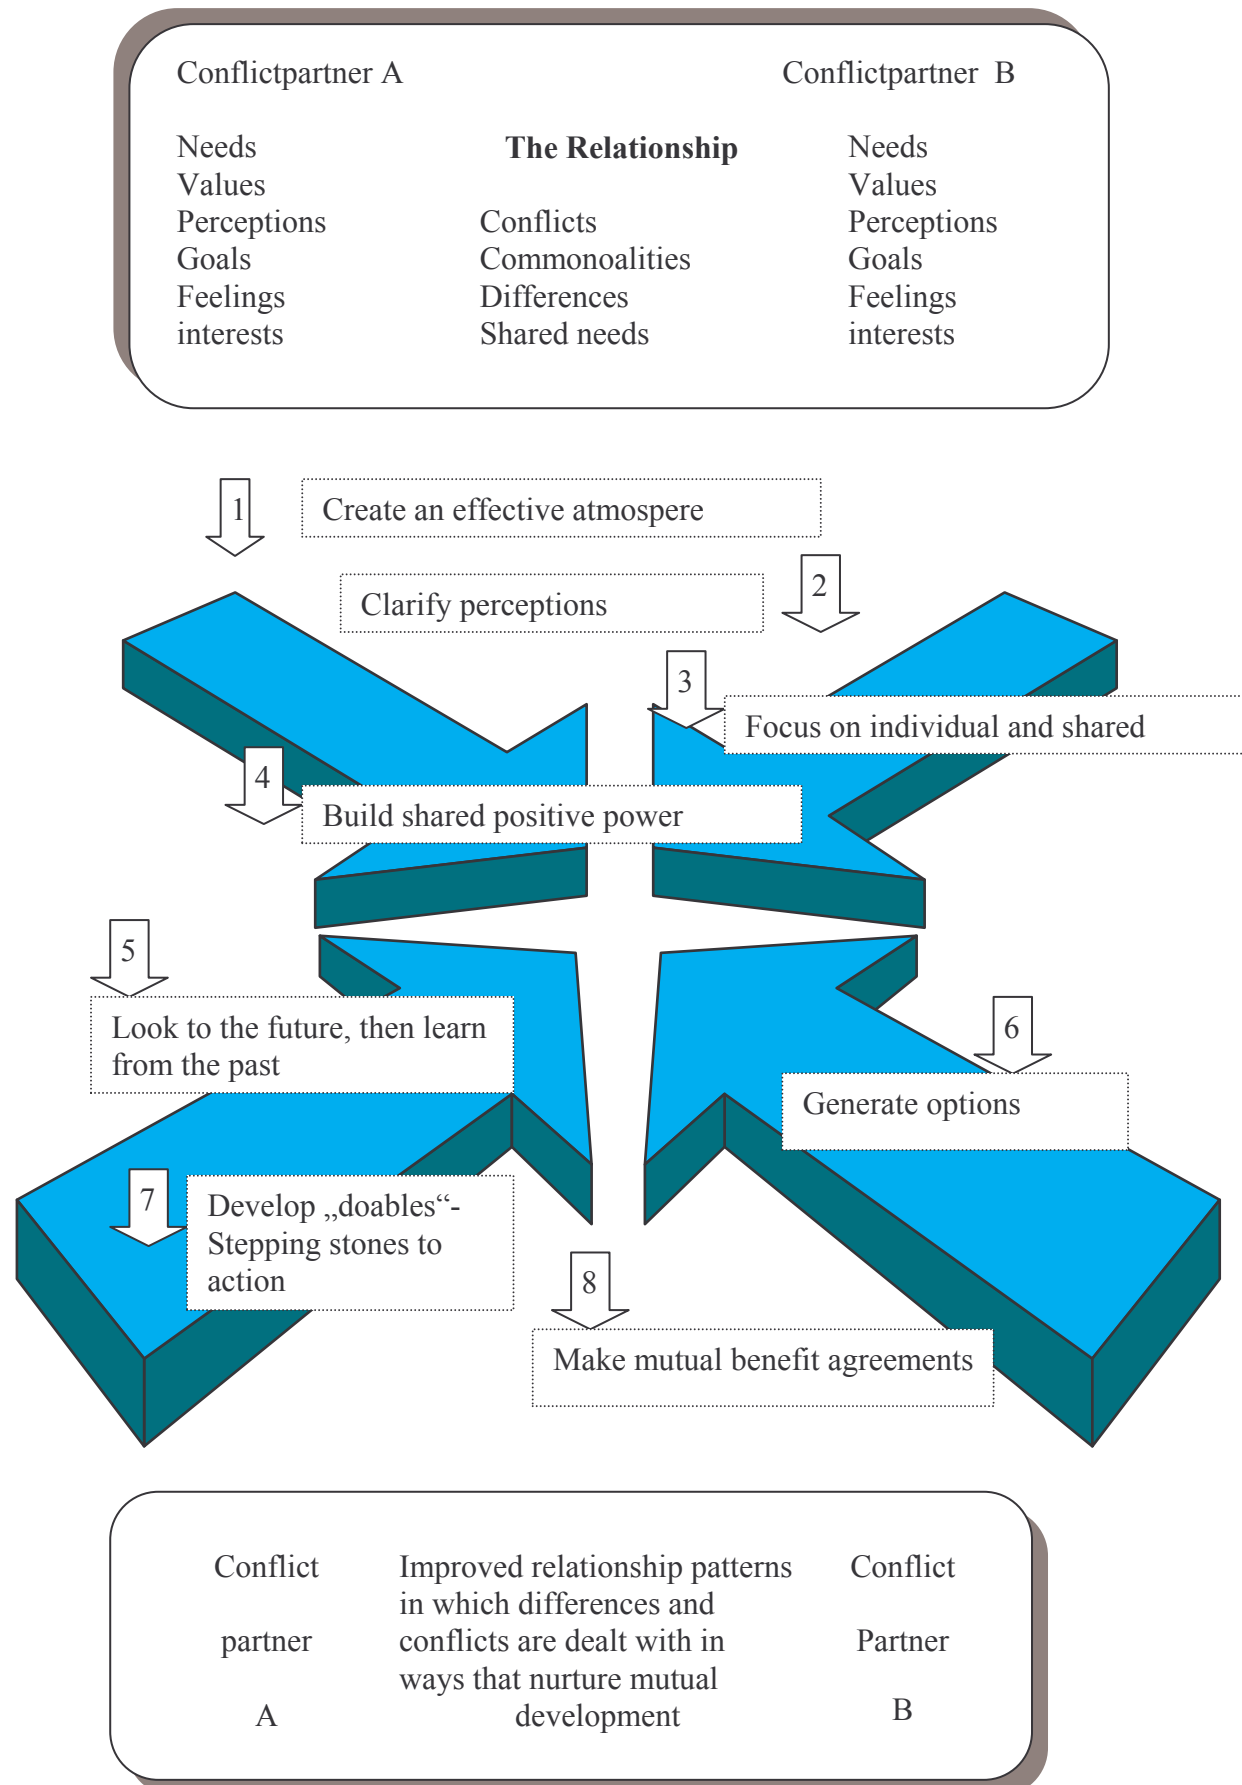 Conflictpartner A
Conflictpartner B
Needs
Values
Perceptions
Goals
Feelings
interests
The Relationship
Conflicts
Commonoalities
Differences
Shared needs
Needs
Values
Perceptions
Goals
Feelings
interests
1
Create an effective atmospere
2
Clarify perceptions
3
Focus on individual and shared
4
Build shared positive power
5
Look to the future, then learn
from the past
6
Generate options
7
Develop „doables“-
Stepping stones to
action
8
Make mutual benefit agreements
Conflict
partner
A
Improved relationship patterns
in which differences and
conflicts are dealt with in
ways that nurture mutual
development
Conflict
Partner
B